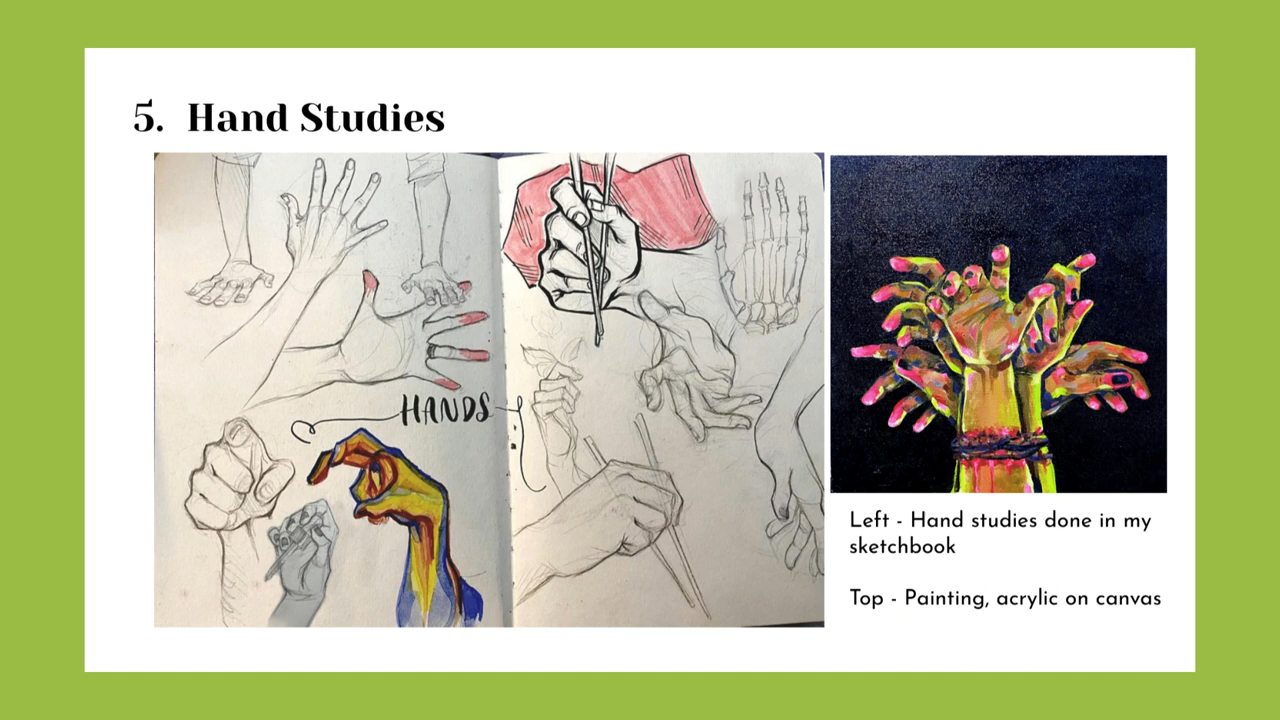 5. Hand Studies
HANDS
Left - Hand studies done in my
sketchbook
Top - Painting, acrylic on canvas